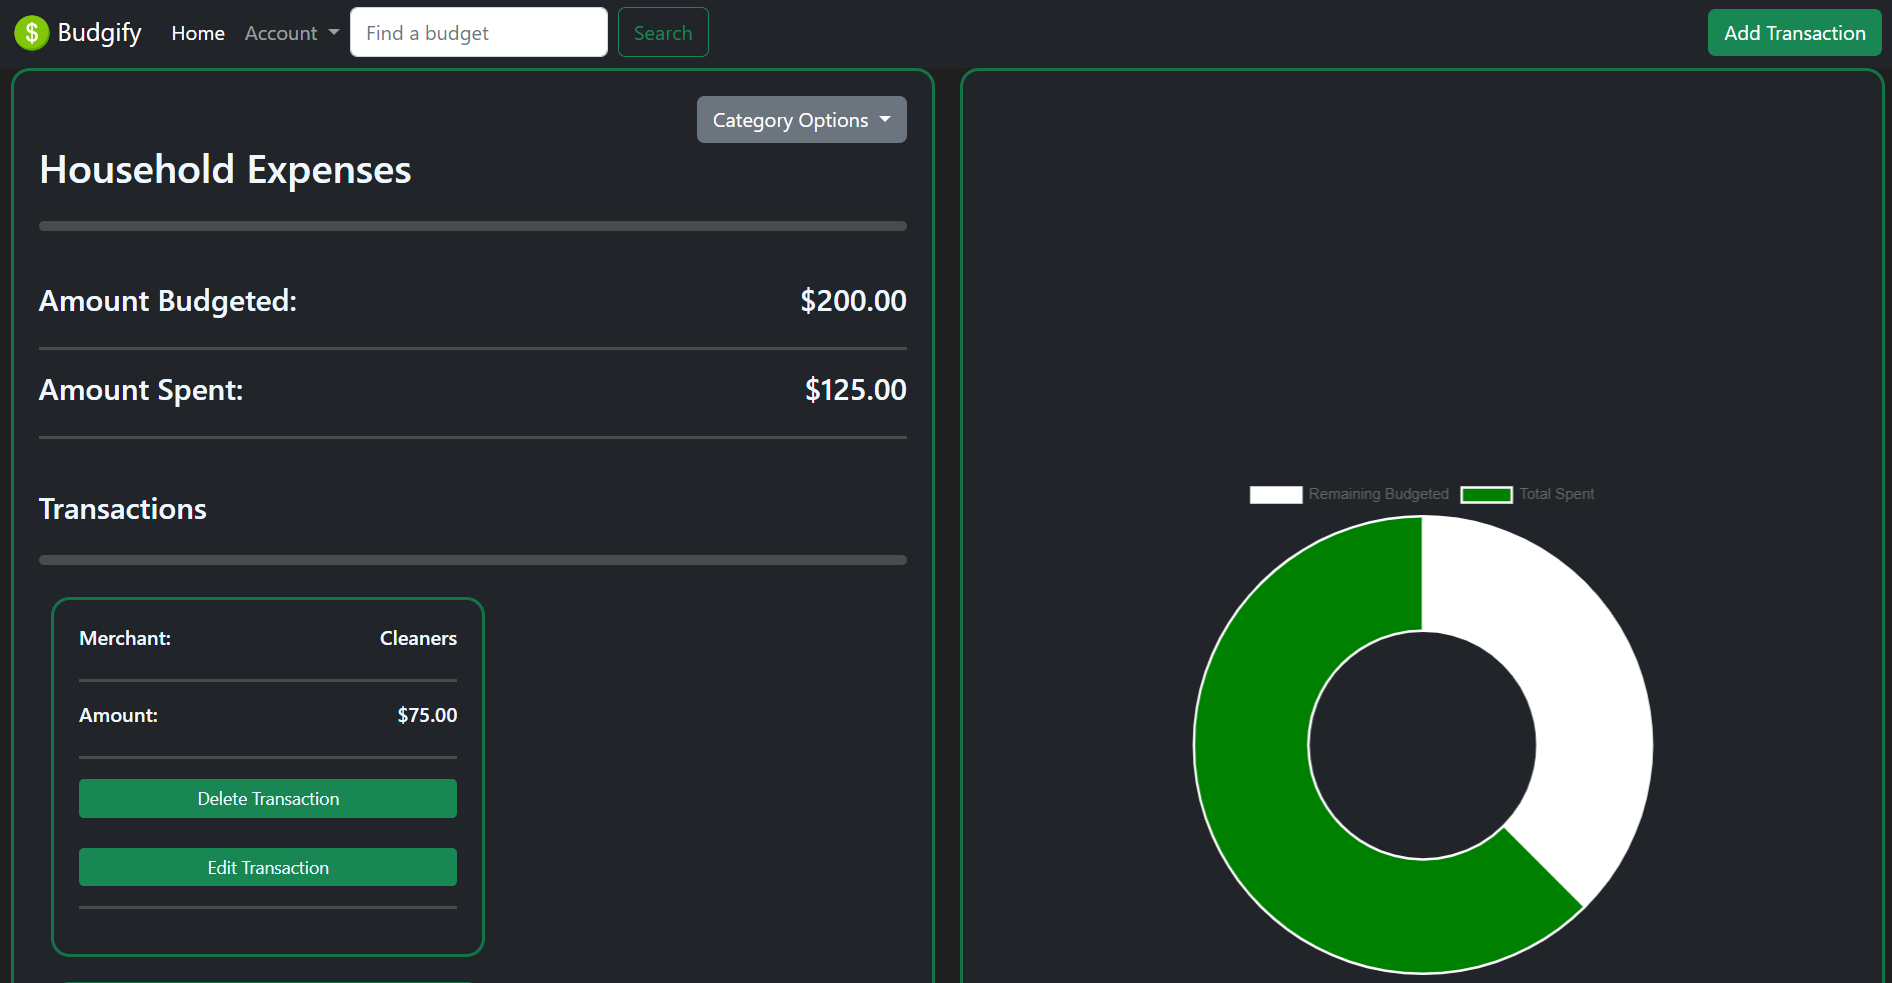 $ Budgify Home Account Find a budget Search Add Transaction
Category Options
Household Expenses
Amount Budgeted: $200.00
Amount Spent: $125.00
Transactions
Merchant: Cleaners
Amount: $75.00
Delete Transaction
Edit Transaction
Remaining Budgeted Total Spent